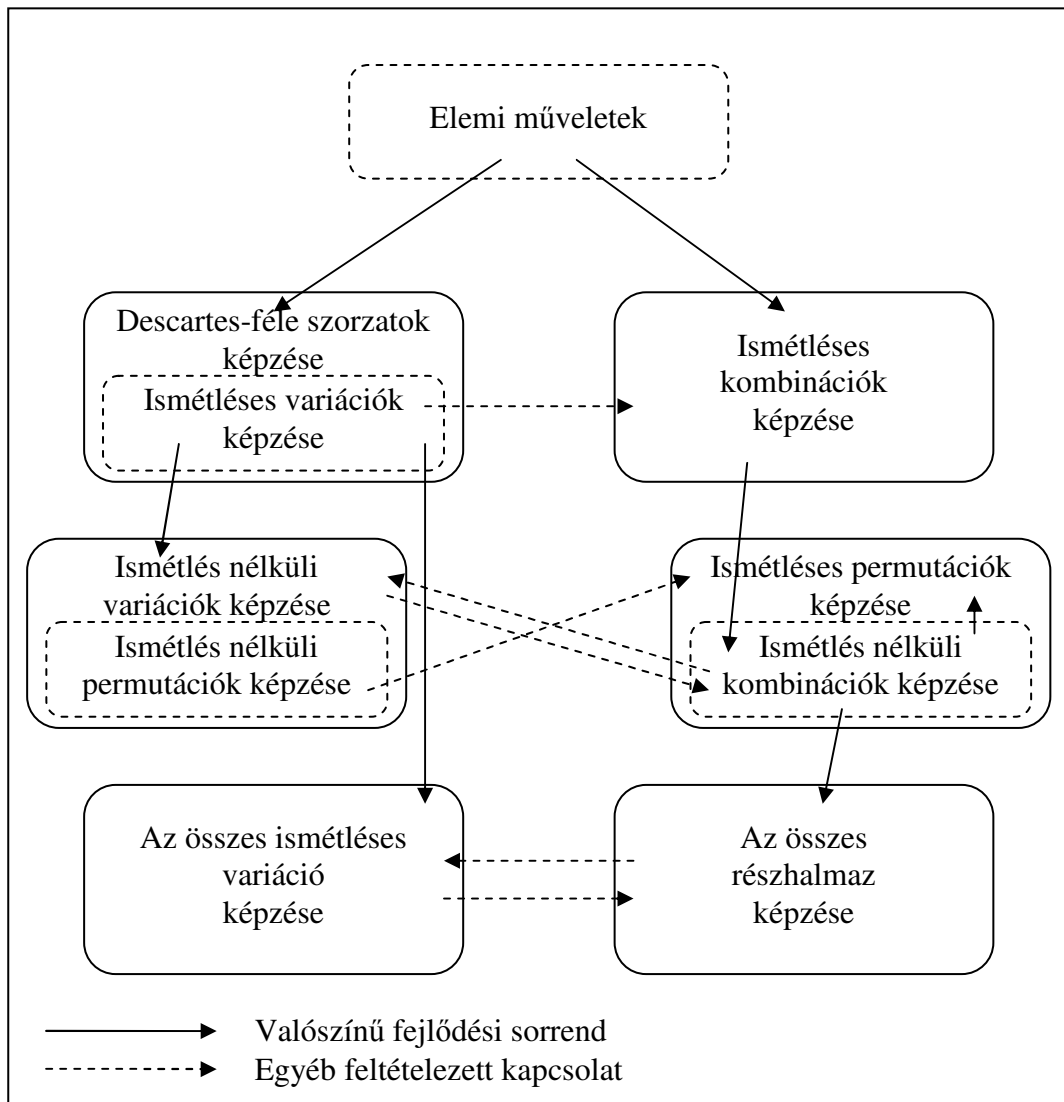 Elemi műveletek
Descartes-féle szorzatok
képzése
Ismétléses variációk
képzése
Ismétléses
kombinációk
képzése
Ismétlés nélküli
variációk képzése
Ismétlés nélküli
permutációk képzése
Ismétléses permutációk
képzése
Ismétlés nélküli
kombinációk képzése
Az összes ismétléses
variáció
képzése
Az összes
részhalmaz
képzése
Valószínű fejlődési sorrend
Egyéb feltételezett kapcsolat